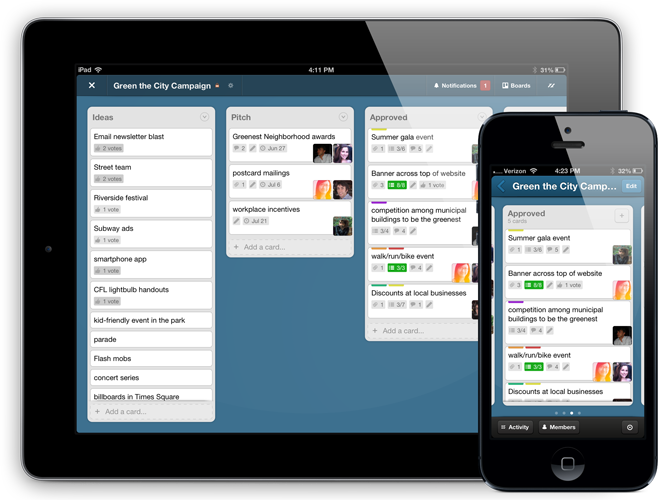 iPad 4:11 PM 31%
Green the City Campaign Notifications 1 Boards
Ideas
Email newsletter blast
2 votes
Street team
2 votes
Riverside festival
1 vote
Subway ads
1 vote
smartphone app
1 vote
CFL lightbulb handouts
1 vote
kid-friendly event in the park
parade
Flash mobs
concert series
billboards in Times Square
Add a card...
Pitch
Greenest Neighborhood awards
2 Jun 27
postcard mailings
1 Jul 6
workplace incentives
Jul 21
Add a card...
Approved
Summer gala event
1 3/6 5
Banner across top of website
3 8/8 1 vote
competition among municipal
buildings to be the greenest
3/4 4
walk/run/bike event
1 3/3 4
Discounts at local businesses
1 3/7 1
Add a card...
Verizon 4:23 PM 32%
Green the City Camp... Edit
Approved
5 cards
Summer gala event
1 3/6 5
Banner across top of website
3 8/8 1 vote
competition among municipal
buildings to be the greenest
3/4 4
walk/run/bike event
1 3/3 4
Discounts at local businesses
Activity Members